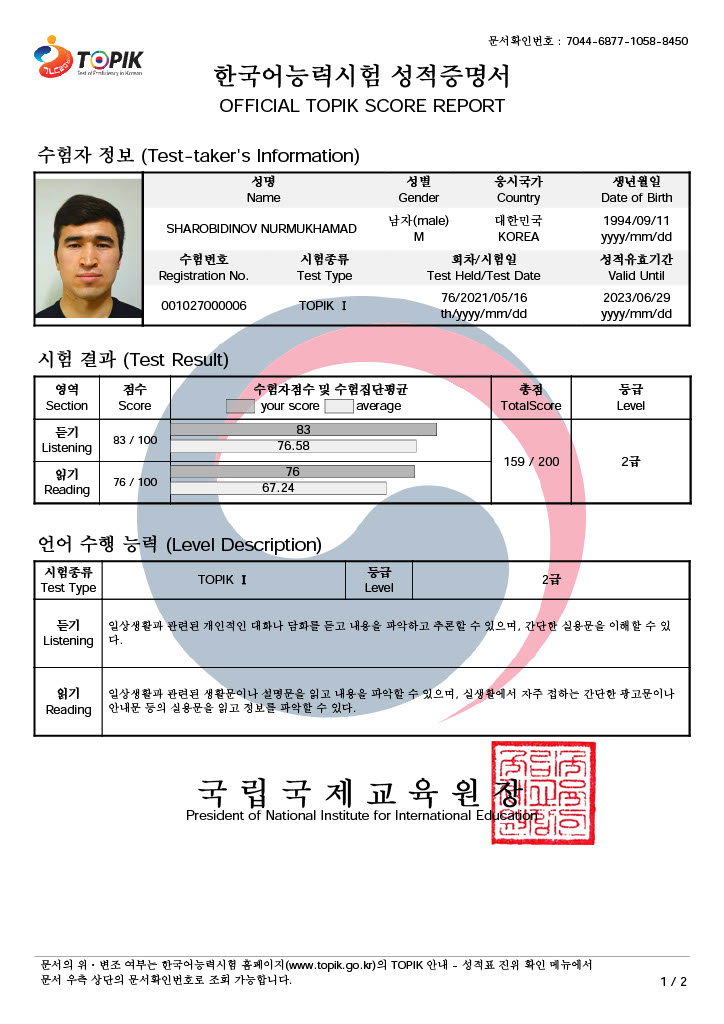 문서확인번호 : 7044-6877-1058-8450
TOPIK
Test of Proficiency in Korean
한국어능력시험 성적증명서
OFFICIAL TOPIK SCORE REPORT
수험자 정보 (Test-taker's Information)
성명 성별 응시국가 생년월일
Name Gender Country Date of Birth
SHAROBIDINOV NURMUKHAMAD 남자(male) 대한민국 1994/09/11
M KOREA yyyy/mm/dd
수험번호 시험종류 회차/시험일 성적유효기간
Registration No. Test Type Test Held/Test Date Valid Until
001027000006 TOPIK Ⅰ 76/2021/05/16 2023/06/29
th/yyyy/mm/dd yyyy/mm/dd
시험 결과 (Test Result)
영역 점수 수험자점수 및 수험집단평균 총점 등급
Section Score your score average TotalScore Level
듣기 83 / 100 83
Listening 76.58
159 / 200 2급
읽기 76 / 100 76
Reading 67.24
언어 수행 능력 (Level Description)
시험종류 TOPIK Ⅰ 등급 2급
Test Type Level
듣기 일상생활과 관련된 개인적인 대화나 담화를 듣고 내용을 파악하고 추론할 수 있으며, 간단한 실용문을 이해할 수 있
Listening 다.
읽기 일상생활과 관련된 생활문이나 설명문을 읽고 내용을 파악할 수 있으며, 실생활에서 자주 접하는 간단한 광고문이나
Reading 안내문 등의 실용문을 읽고 정보를 파악할 수 있다.
국립국제교육원장
President of National Institute for International Education
문서의 위·변조 여부는 한국어능력시험 홈페이지(www.topik.go.kr)의 TOPIK 안내 - 성적표 진위 확인 메뉴에서
문서 우측 상단의 문서확인번호로 조회 가능합니다.
1 / 2